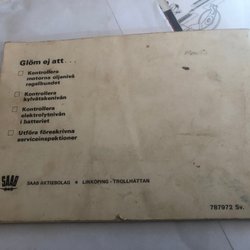 Glöm ej att...
Kontrollera
motorns oljenivå
regelbundet
Kontrollera
kylvätskenivån
Kontrollera
elektrolytnivån
i batteriet
Utföra föreskrivna
serviceinspektioner
SAAB
SAAB AKTIEBOLAG • LINKÖPING - TROLLHÄTTAN
787972 Sv.